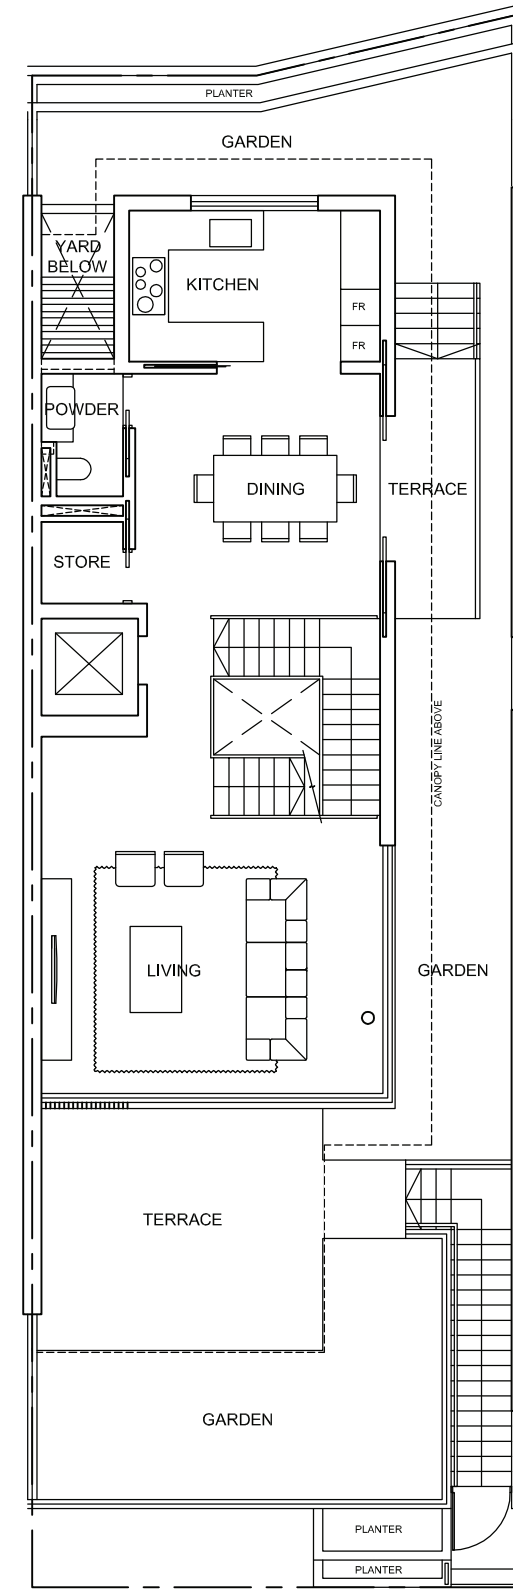 PLANTER
GARDEN
YARD
BELOW
KITCHEN
FR
FR
POWDER
DINING
TERRACE
STORE
CANOPY LINE ABOVE
LIVING
GARDEN
TERRACE
GARDEN
PLANTER
PLANTER